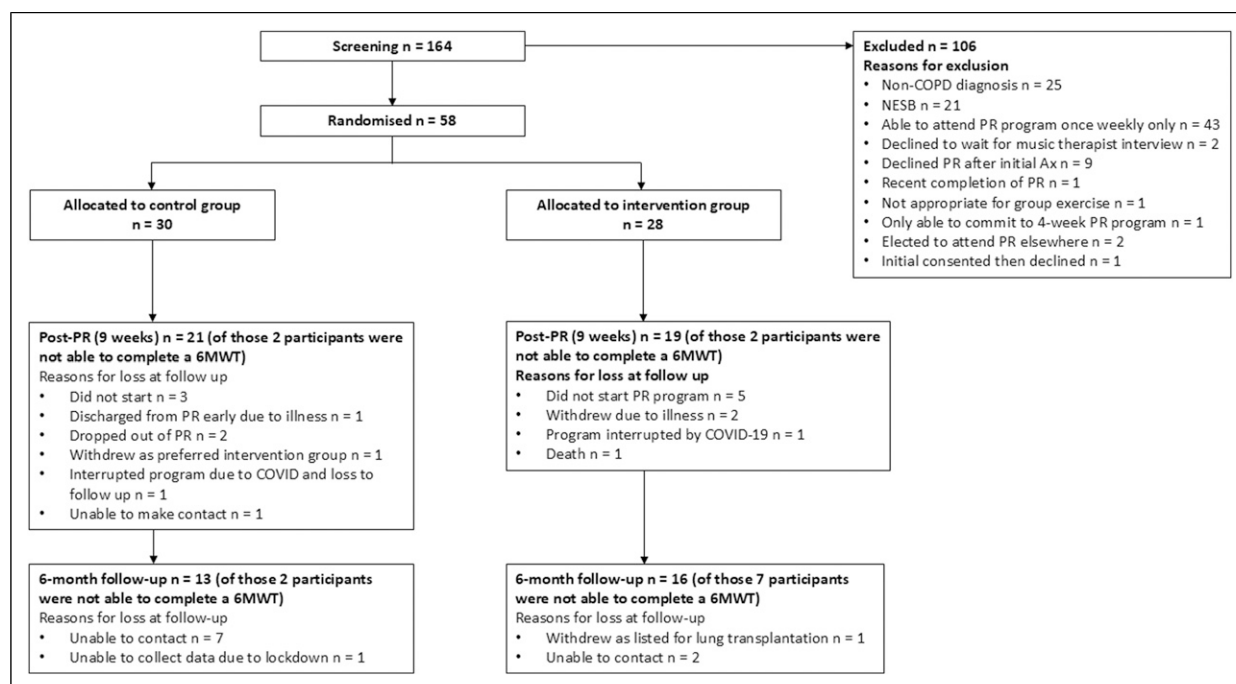 Screening n = 164
Excluded n = 106
Reasons for exclusion
• Non-COPD diagnosis n = 25
• NESB n = 21
• Able to attend PR program once weekly only n = 43
• Declined to wait for music therapist interview n = 2
• Declined PR after initial Ax n = 9
• Recent completion of PR n = 1
• Not appropriate for group exercise n = 1
• Only able to commit to 4-week PR program n = 1
• Elected to attend PR elsewhere n = 2
• Initial consented then declined n = 1
Randomised n = 58
Allocated to control group
n = 30
Allocated to intervention group
n = 28
Post-PR (9 weeks) n = 21 (of those 2 participants were
not able to complete a 6MWT)
Reasons for loss at follow up
• Did not start n = 3
• Discharged from PR early due to illness n = 1
• Dropped out of PR n = 2
• Withdrew as preferred intervention group n = 1
• Interrupted program due to COVID and loss to
follow up n = 1
• Unable to make contact n = 1
Post-PR (9 weeks) n = 19 (of those 2 participants were
not able to complete a 6MWT)
Reasons for loss at follow up
• Did not start PR program n = 5
• Withdrew due to illness n = 2
• Program interrupted by COVID-19 n = 1
• Death n = 1
6-month follow-up n = 13 (of those 2 participants
were not able to complete a 6MWT)
Reasons for loss at follow-up
• Unable to contact n = 7
• Unable to collect data due to lockdown n = 1
6-month follow-up n = 16 (of those 7 participants
were not able to complete a 6MWT)
Reasons for loss at follow-up
• Withdrew as listed for lung transplantation n = 1
• Unable to contact n = 2